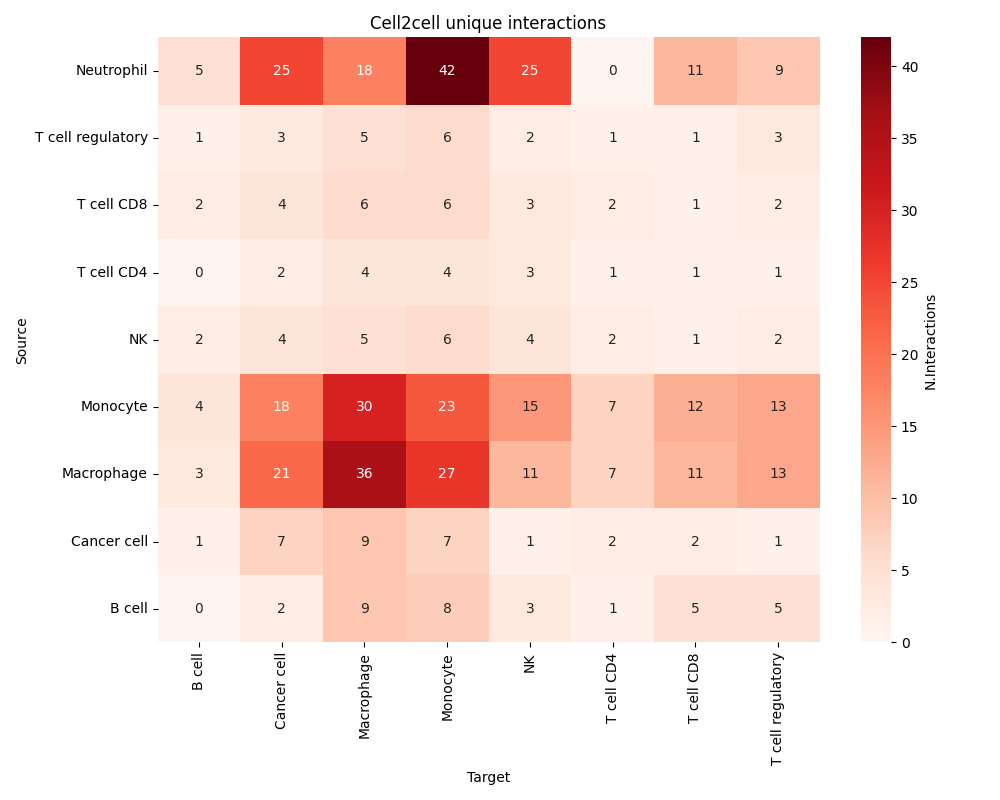 Cell2cell unique interactions
Neutrophil 5 25 18 42 25 0 11 9
T cell regulatory 1 3 5 6 2 1 1 3
T cell CD8 2 4 6 6 3 2 1 2
T cell CD4 0 2 4 4 3 1 1 1
NK 2 4 5 6 4 2 1 2
Monocyte 4 18 30 23 15 7 12 13
Macrophage 3 21 36 27 11 7 11 13
Cancer cell 1 7 9 7 1 2 2 1
B cell 0 2 9 8 3 1 5 5
Source
B cell
Cancer cell
Macrophage
Monocyte
NK
T cell CD4
T cell CD8
T cell regulatory
Target
40
35
30
25
20
15
10
5
0
N.Interactions